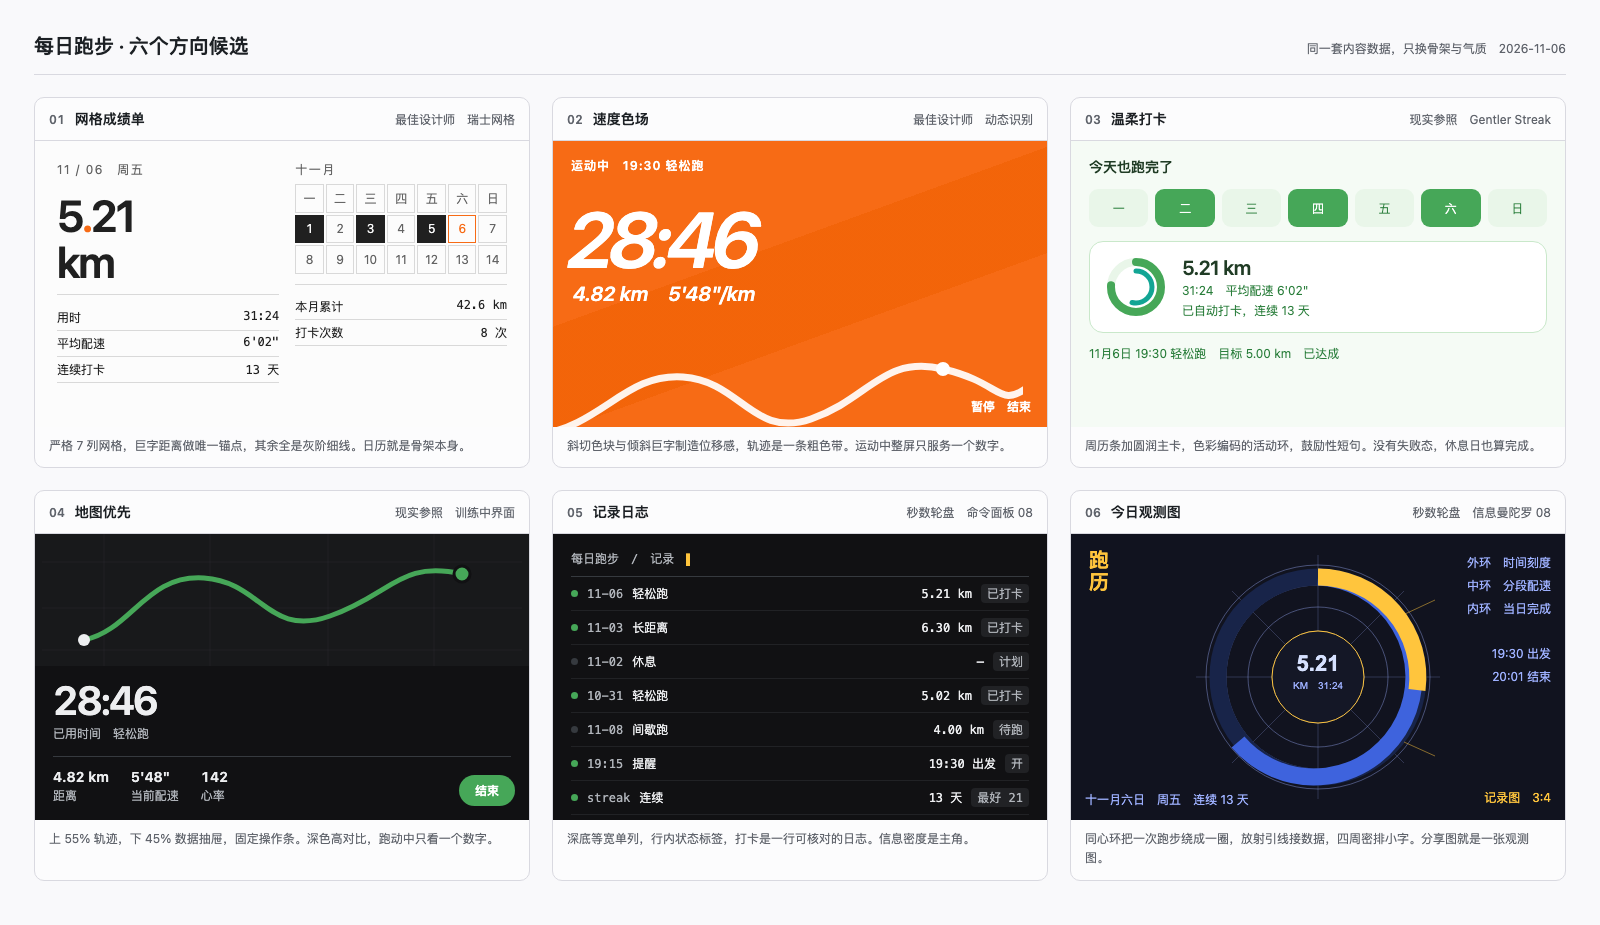 每日跑步 · 六个方向候选
同一套内容数据，只换骨架与气质 2026-11-06
01 网格成绩单 最佳设计师 瑞士网格
11 / 06 周五
5.21
km
用时 31:24
平均配速 6'02"
连续打卡 13 天
十一月
一 二 三 四 五 六 日
1 2 3 4 5 6 7
8 9 10 11 12 13 14
本月累计 42.6 km
打卡次数 8 次
严格 7 列网格，巨字距离做唯一锚点，其余全是灰阶细线。日历就是骨架本身。
02 速度色场 最佳设计师 动态识别
运动中 19:30 轻松跑
28:46
4.82 km 5'48"/km
暂停 结束
斜切色块与倾斜巨字制造位移感，轨迹是一条粗色带。运动中整屏只服务一个数字。
03 温柔打卡 现实参照 Gentler Streak
今天也跑完了
一 二 三 四 五 六 日
5.21 km
31:24 平均配速 6'02"
已自动打卡，连续 13 天
11月6日 19:30 轻松跑 目标 5.00 km 已达成
周历条加圆润主卡，色彩编码的活动环，鼓励性短句。没有失败态，休息日也算完成。
04 地图优先 现实参照 训练中界面
28:46
已用时间 轻松跑
4.82 km 5'48" 142
距离 当前配速 心率
结束
上 55% 轨迹，下 45% 数据抽屉，固定操作条。深色高对比，跑动中只看一个数字。
05 记录日志 秒数轮盘 命令面板 08
每日跑步 / 记录
11-06 轻松跑 5.21 km 已打卡
11-03 长距离 6.30 km 已打卡
11-02 休息 — 计划
10-31 轻松跑 5.02 km 已打卡
11-08 间歇跑 4.00 km 待跑
19:15 提醒 19:30 出发 开
streak 连续 13 天 最好 21
深底等宽单列，行内状态标签，打卡是一行可核对的日志。信息密度是主角。
06 今日观测图 秒数轮盘 信息曼陀罗 08
跑
历
外环 时间刻度
中环 分段配速
内环 当日完成
19:30 出发
20:01 结束
5.21
KM 31:24
十一月六日 周五 连续 13 天
记录图 3:4
同心环把一次跑步绕成一圈，放射引线接数据，四周密排小字。分享图就是一张观测
图。